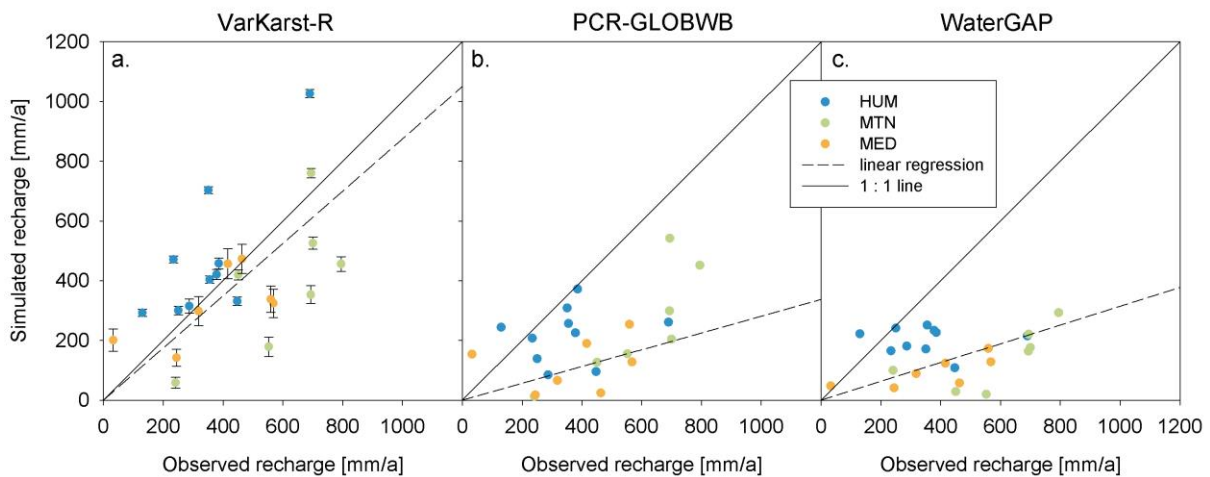 VarKarst-R
PCR-GLOBWB
WaterGAP
Simulated recharge [mm/a]
1200
1000
800
600
400
200
0
a.
b.
c.
HUM
MTN
MED
linear regression
1 : 1 line
0 200 400 600 800 1000
0 200 400 600 800 1000
0 200 400 600 800 1000 1200
Observed recharge [mm/a]
Observed recharge [mm/a]
Observed recharge [mm/a]